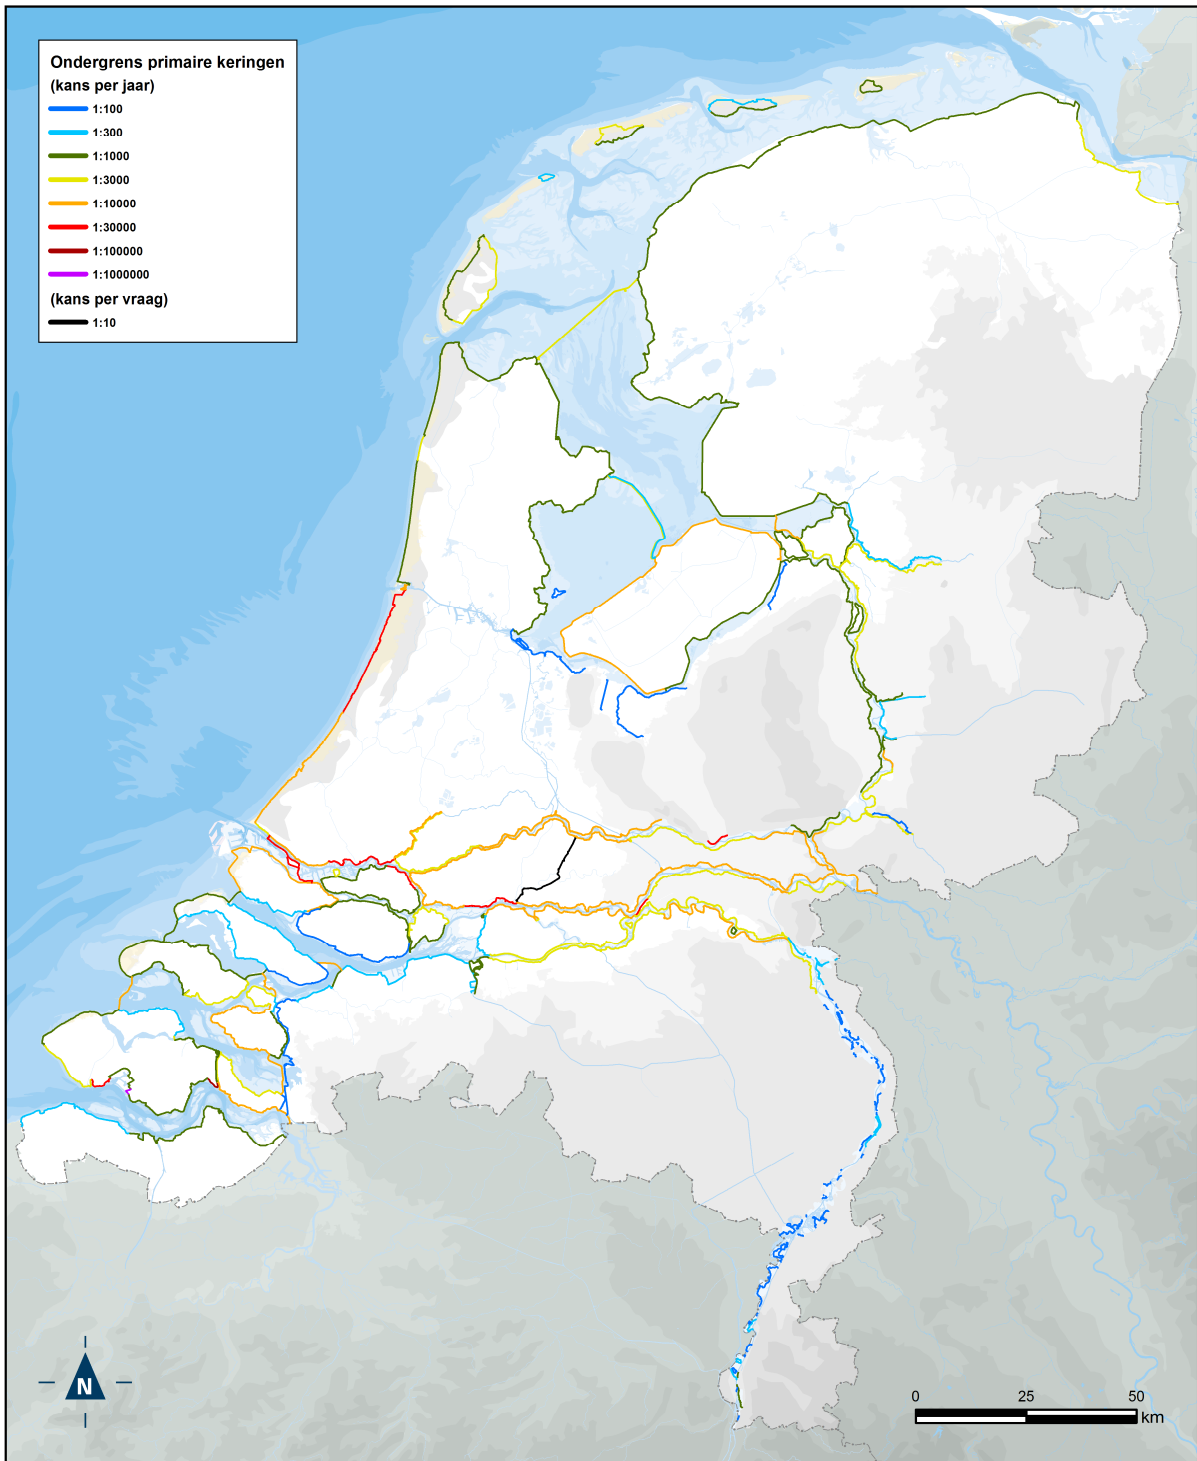 Ondergrens primaire keringen
(kans per jaar)
1:100
1:300
1:1000
1:3000
1:10000
1:30000
1:100000
1:1000000
(kans per vraag)
1:10
N
0 25 50
km